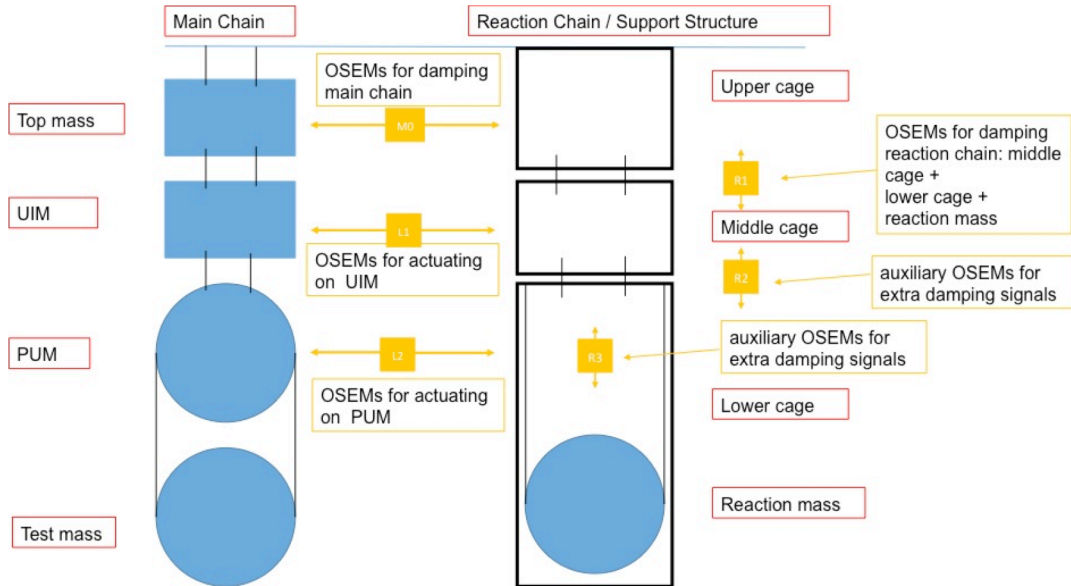 Main Chain
Reaction Chain / Support Structure
OSEMs for damping
main chain
Upper cage
Top mass
M0
OSEMs for damping
reaction chain: middle
cage +
lower cage +
reaction mass
R1
UIM
L1
Middle cage
OSEMs for actuating
on UIM
R2
auxiliary OSEMs for
extra damping signals
PUM
L2
R3
auxiliary OSEMs for
extra damping signals
OSEMs for actuating
on PUM
Lower cage
Test mass
Reaction mass